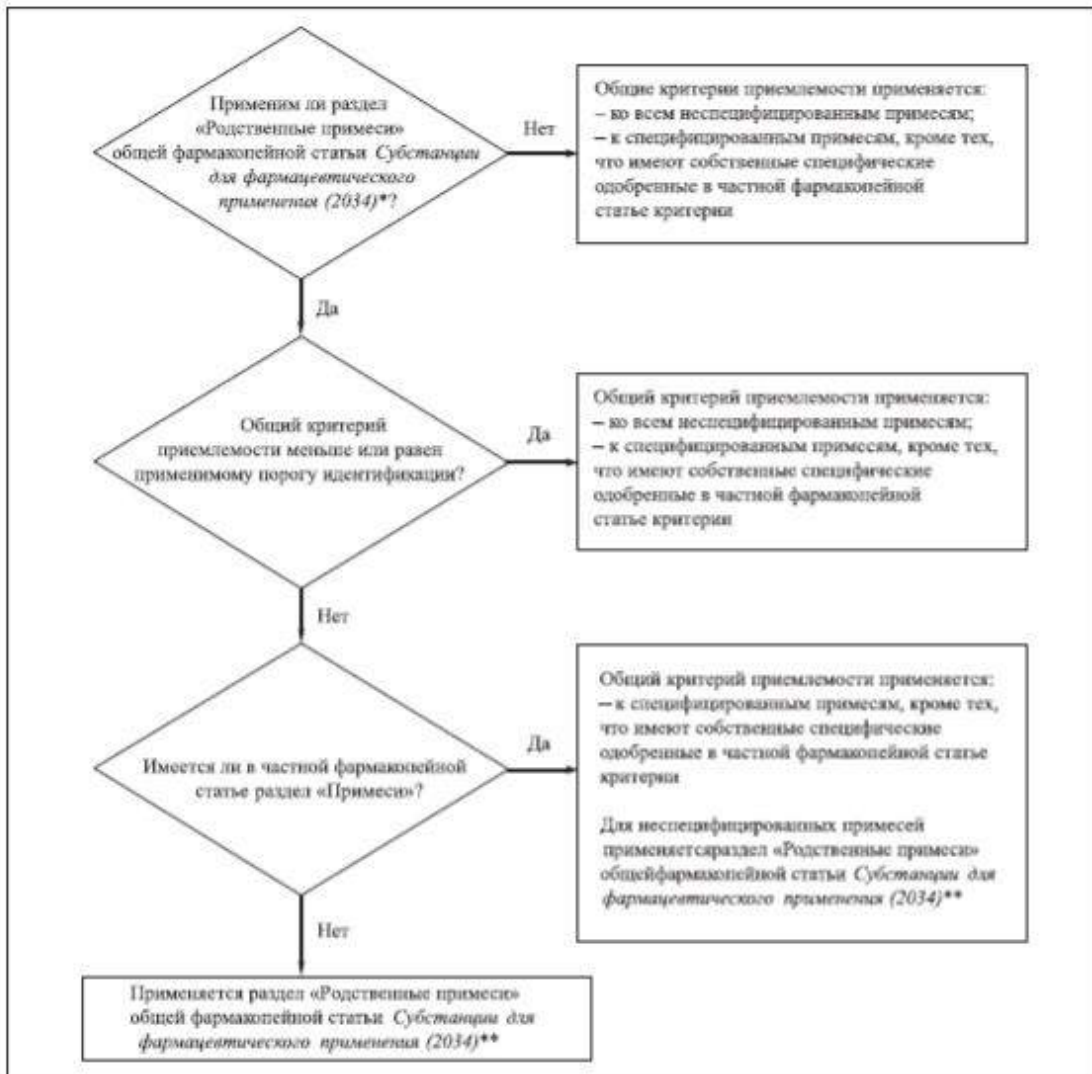 Применим ли раздел
«Родственные примеси»
общей фармакопейной статьи Субстанции
для фармацевтического
применения (2034)*?
Нет
Общие критерии приемлемости применяется:
– ко всем неспецифицированным примесям;
– к специфицированным примесям, кроме тех,
что имеют собственные специфические
одобренные в частной фармакопейной
статье критерии
Да
Общий критерий
приемлемости меньше или равен
применимому порогу идентификации?
Да
Общий критерий приемлемости применяется:
– ко всем неспецифицированным примесям;
– к специфицированным примесям, кроме тех,
что имеют собственные специфические
одобренные в частной фармакопейной
статье критерии
Нет
Имеется ли в частной фармакопейной
статье раздел «Примеси»?
Да
Общий критерий приемлемости применяется:
– к специфицированным примесям, кроме тех,
что имеют собственные специфические
одобренные в частной фармакопейной статье
критерии
Для неспецифицированных примесей
применяетсяраздел «Родственные примеси»
общейфармакопейной статьи Субстанции для
фармацевтического применения (2034)**
Нет
Применяется раздел «Родственные примеси»
общей фармакопейной статьи Субстанции для
фармацевтического применения (2034)**